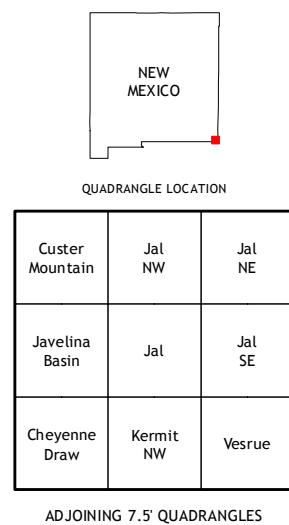 NEW
MEXICO
QUADRANGLE LOCATION
Custer
Mountain
Jal
NW
Jal
NE
Javelina
Basin
Jal
Jal
SE
Cheyenne
Draw
Kermit
NW
Vesrue
ADJOINING 7.5' QUADRANGLES